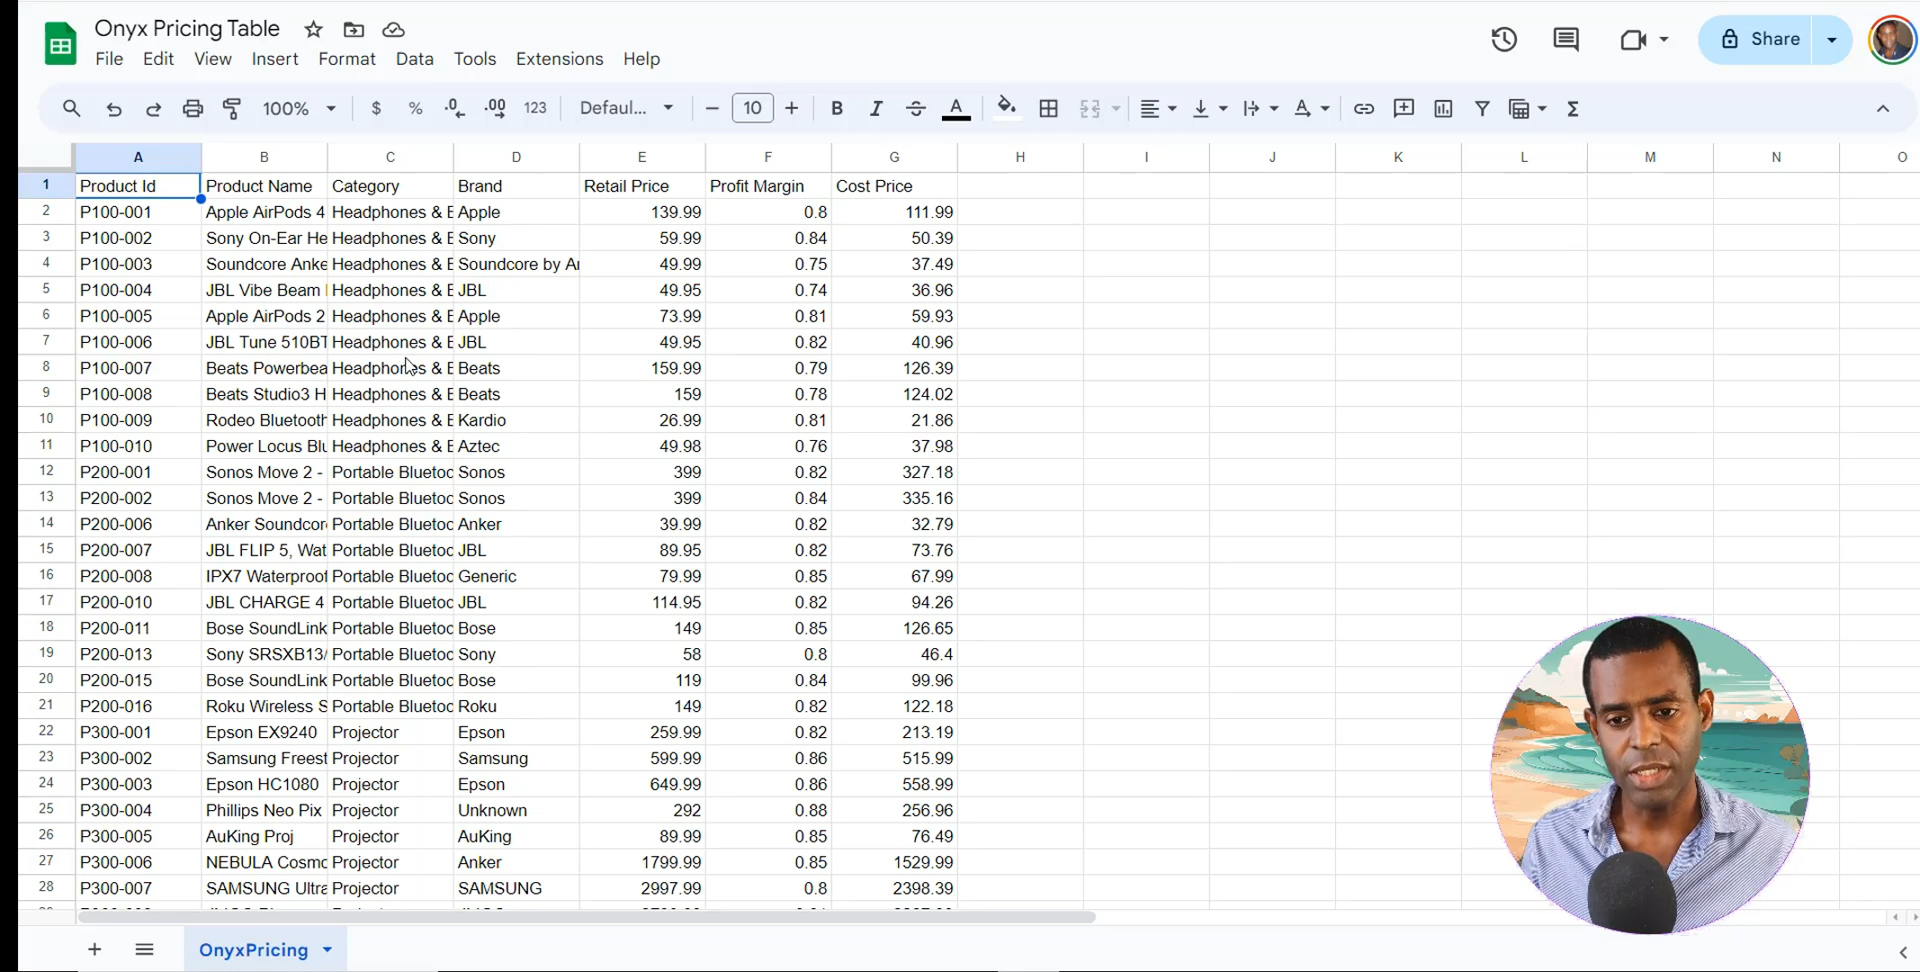 Onyx Pricing Table
File Edit View Insert Format Data Tools Extensions Help
Share
100% $ % .0 .00 123 Defaul... 10 B I A
A B C D E F G H I J K L M N O
1 Product Id Product Name Category Brand Retail Price Profit Margin Cost Price
2 P100-001 Apple AirPods 4 Headphones & E Apple 139.99 0.8 111.99
3 P100-002 Sony On-Ear He Headphones & E Sony 59.99 0.84 50.39
4 P100-003 Soundcore Anke Headphones & E Soundcore by An 49.99 0.75 37.49
5 P100-004 JBL Vibe Beam Headphones & E JBL 49.95 0.74 36.96
6 P100-005 Apple AirPods 2 Headphones & E Apple 73.99 0.81 59.93
7 P100-006 JBL Tune 510BT Headphones & E JBL 49.95 0.82 40.96
8 P100-007 Beats Powerbea Headphones & E Beats 159.99 0.79 126.39
9 P100-008 Beats Studio3 H Headphones & E Beats 159 0.78 124.02
10 P100-009 Rodeo Bluetooth Headphones & E Kardio 26.99 0.81 21.86
11 P100-010 Power Locus Blu Headphones & E Aztec 49.98 0.76 37.98
12 P200-001 Sonos Move 2 - Portable Bluetoo Sonos 399 0.82 327.18
13 P200-002 Sonos Move 2 - Portable Bluetoo Sonos 399 0.84 335.16
14 P200-006 Anker Soundcor Portable Bluetoo Anker 39.99 0.82 32.79
15 P200-007 JBL FLIP 5, Wat Portable Bluetoo JBL 89.95 0.82 73.76
16 P200-008 IPX7 Waterproof Portable Bluetoo Generic 79.99 0.85 67.99
17 P200-010 JBL CHARGE 4 Portable Bluetoo JBL 114.95 0.82 94.26
18 P200-011 Bose SoundLink Portable Bluetoo Bose 149 0.85 126.65
19 P200-013 Sony SRSXB13/ Portable Bluetoo Sony 58 0.8 46.4
20 P200-015 Bose SoundLink Portable Bluetoo Bose 119 0.84 99.96
21 P200-016 Roku Wireless S Portable Bluetoo Roku 149 0.82 122.18
22 P300-001 Epson EX9240 Projector Epson 259.99 0.82 213.19
23 P300-002 Samsung Freest Projector Samsung 599.99 0.86 515.99
24 P300-003 Epson HC1080 Projector Epson 649.99 0.86 558.99
25 P300-004 Phillips Neo Pix Projector Unknown 292 0.88 256.96
26 P300-005 AuKing Proj Projector AuKing 89.99 0.85 76.49
27 P300-006 NEBULA Cosmo Projector Anker 1799.99 0.85 1529.99
28 P300-007 SAMSUNG Ultra Projector SAMSUNG 2997.99 0.8 2398.39
OnyxPricing